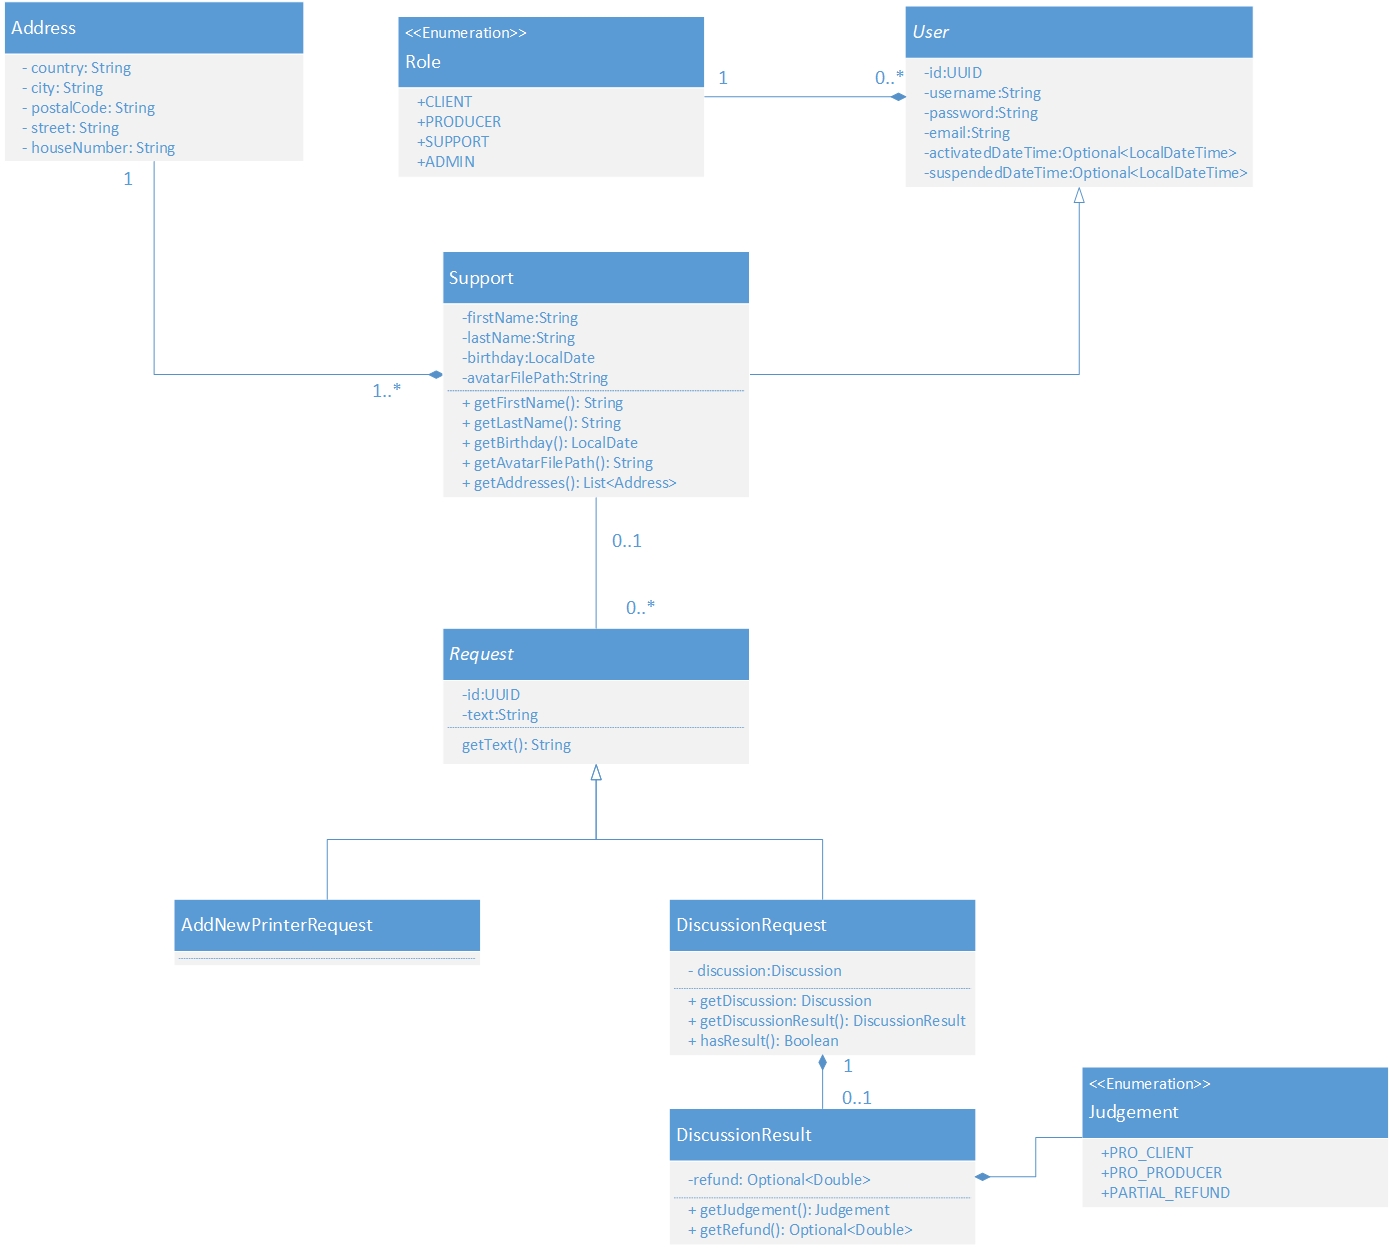 Address
- country: String
- city: String
- postalCode: String
- street: String
- houseNumber: String
1
<<Enumeration>>
Role
+CLIENT
+PRODUCER
+SUPPORT
+ADMIN
1
0..*
User
-id:UUID
-username:String
-password:String
-email:String
-activatedDateTime:Optional<LocalDateTime>
-suspendedDateTime:Optional<LocalDateTime>
Support
-firstName:String
-lastName:String
-birthday:LocalDate
-avatarFilePath:String
+ getFirstName(): String
+ getLastName(): String
+ getBirthday(): LocalDate
+ getAvatarFilePath(): String
+ getAddresses(): List<Address>
1..*
0..1
0..*
Request
-id:UUID
-text:String
getText(): String
AddNewPrinterRequest
DiscussionRequest
- discussion:Discussion
+ getDiscussion: Discussion
+ getDiscussionResult(): DiscussionResult
+ hasResult(): Boolean
1
0..1
DiscussionResult
-refund: Optional<Double>
+ getJudgement(): Judgement
+ getRefund(): Optional<Double>
<<Enumeration>>
Judgement
+PRO_CLIENT
+PRO_PRODUCER
+PARTIAL_REFUND